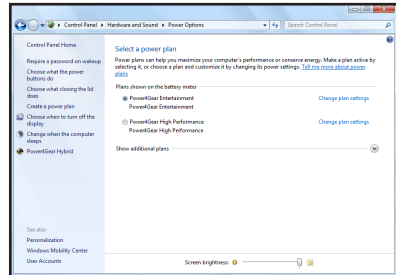 Control Panel ▸ Hardware and Sound ▸ Power Options
Search Control Panel
Control Panel Home
Require a password on wakeup
Choose what the power
buttons do
Choose what closing the lid
does
Create a power plan
Choose when to turn off the
display
Change when the computer
sleeps
Power4Gear Hybrid
See also
Personalization
Windows Mobility Center
User Accounts
Select a power plan
Power plans can help you maximize your computer's performance or conserve energy. Make a plan active by
selecting it, or choose a plan and customize it by changing its power settings. Tell me more about power
plans
Plans shown on the battery meter
Power4Gear Entertainment Change plan settings
Power4Gear Entertainment
Power4Gear High Performance Change plan settings
Power4Gear High Performance
Show additional plans
Screen brightness: